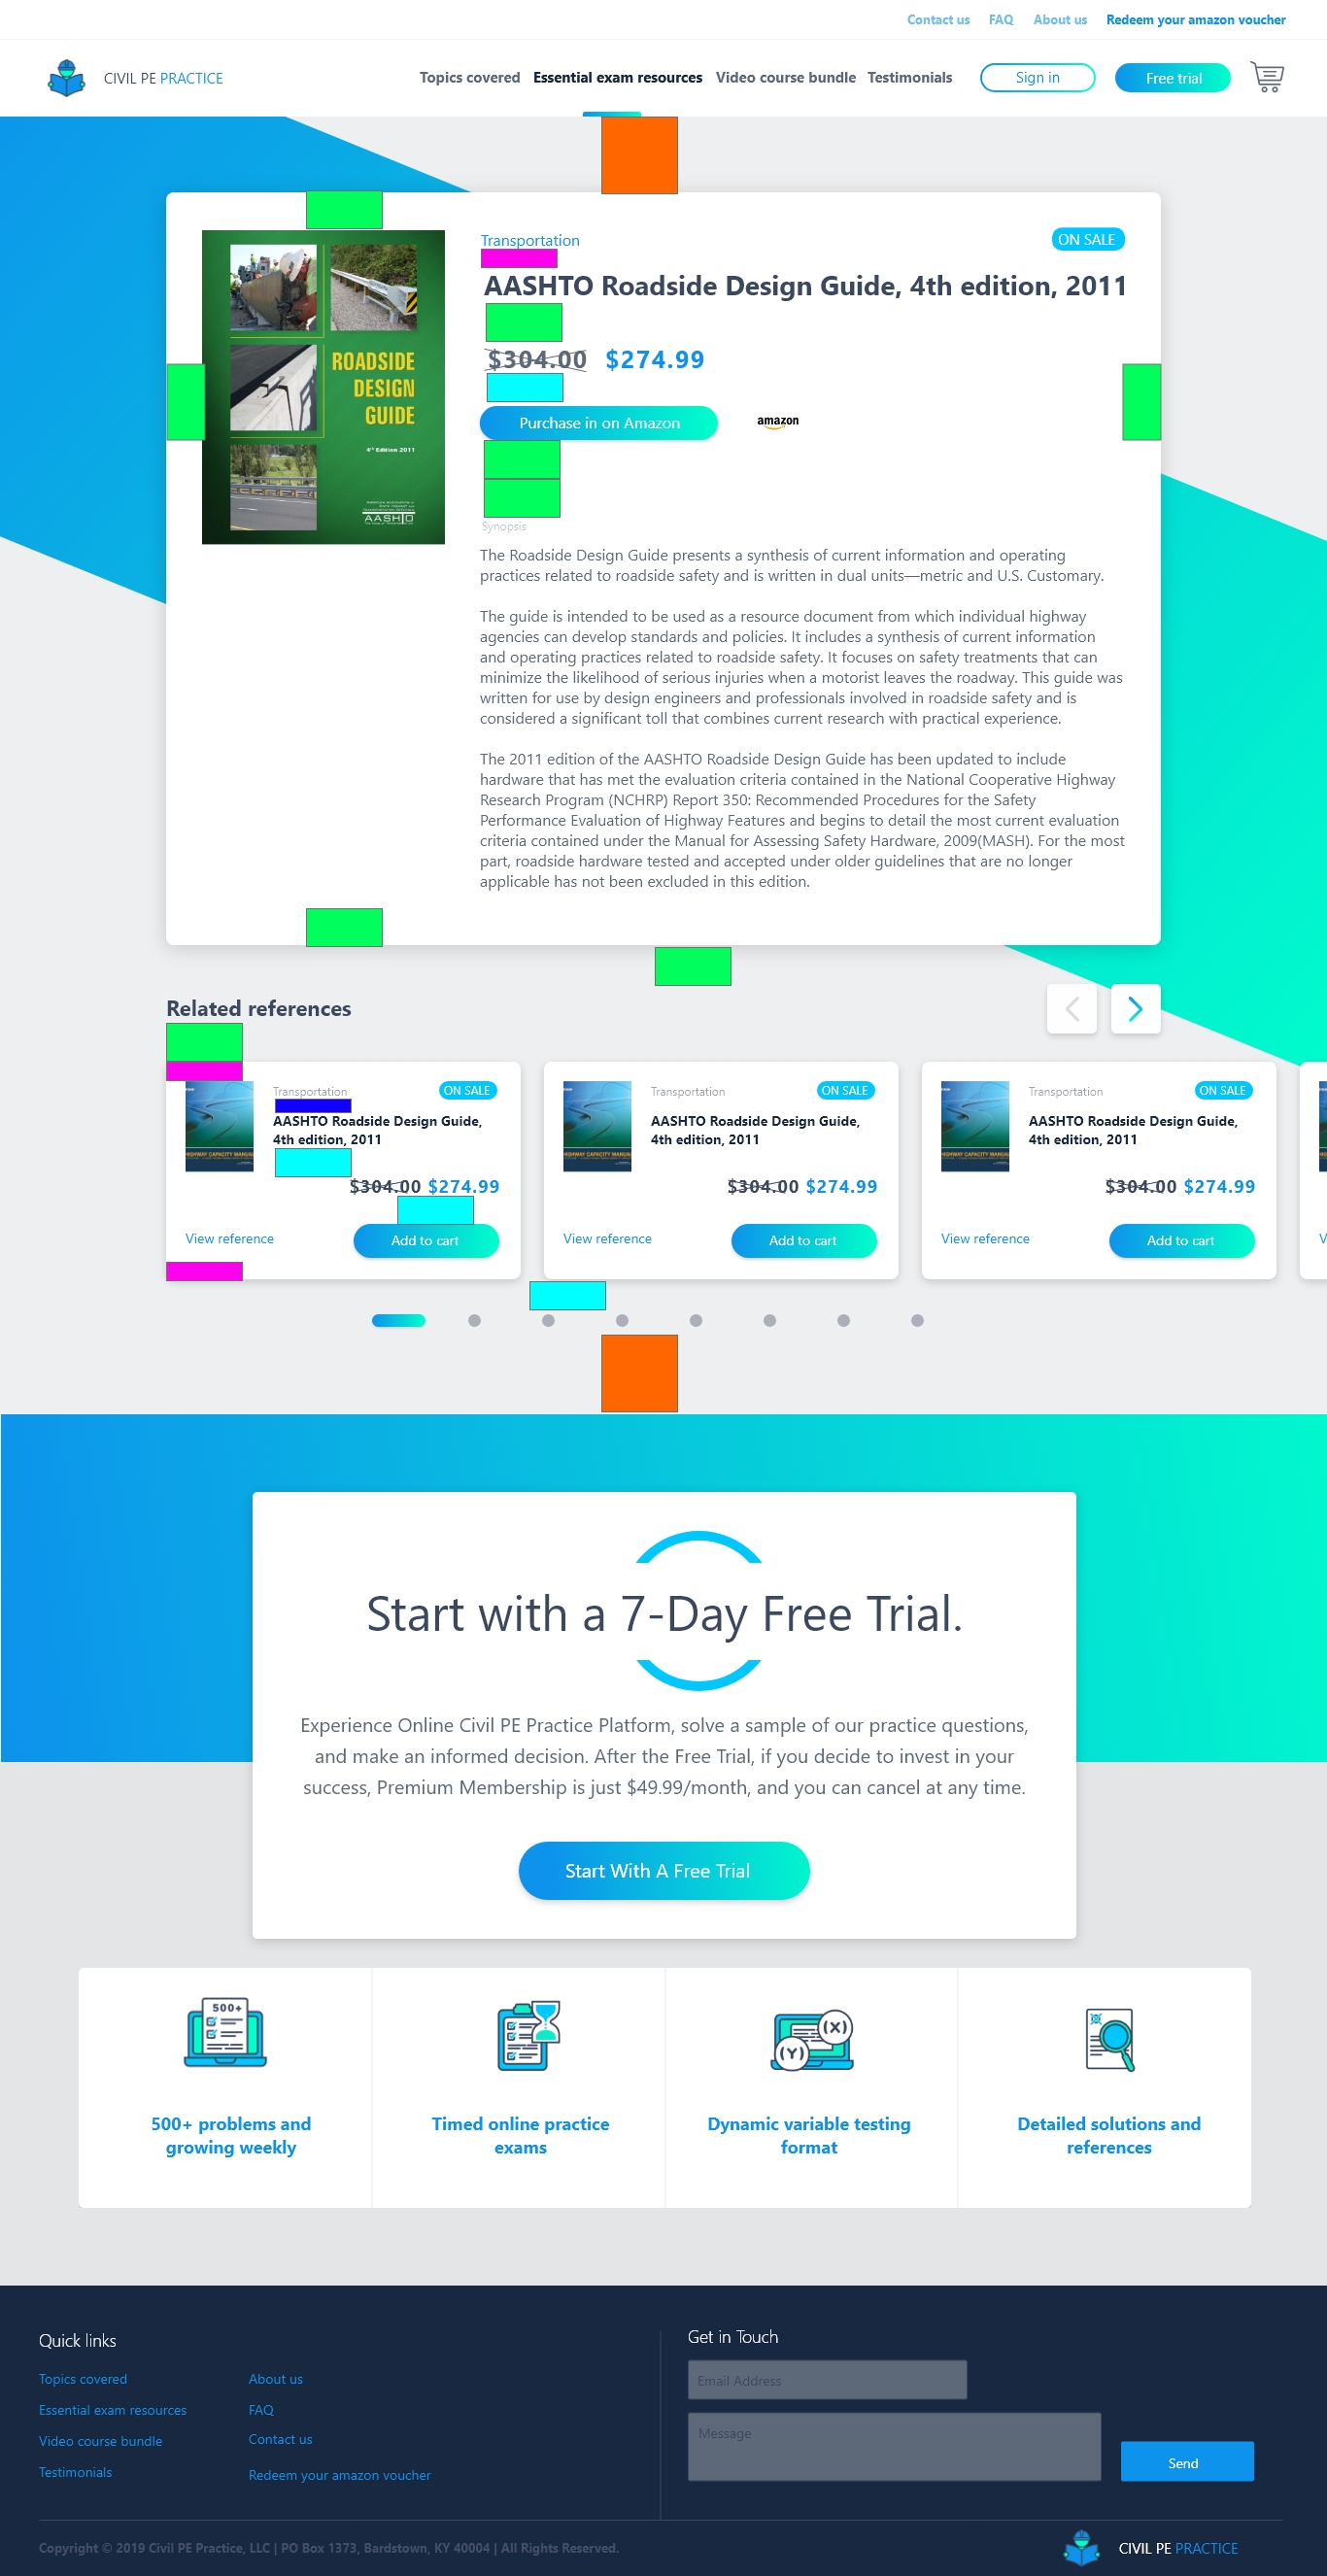 Contact us FAQ About us Redeem your amazon voucher
CIVIL PE PRACTICE
Topics covered Essential exam resources Video course bundle Testimonials Sign in Free trial
Transportation
ON SALE
AASHTO Roadside Design Guide, 4th edition, 2011
ROADSIDE
DESIGN
GUIDE
4th Edition 2011
AASHTO
$304.00 $274.99
Purchase in on Amazon
amazon
Synopsis
The Roadside Design Guide presents a synthesis of current information and operating
practices related to roadside safety and is written in dual units—metric and U.S. Customary.
The guide is intended to be used as a resource document from which individual highway
agencies can develop standards and policies. It includes a synthesis of current information
and operating practices related to roadside safety. It focuses on safety treatments that can
minimize the likelihood of serious injuries when a motorist leaves the roadway. This guide was
written for use by design engineers and professionals involved in roadside safety and is
considered a significant toll that combines current research with practical experience.
The 2011 edition of the AASHTO Roadside Design Guide has been updated to include
hardware that has met the evaluation criteria contained in the National Cooperative Highway
Research Program (NCHRP) Report 350: Recommended Procedures for the Safety
Performance Evaluation of Highway Features and begins to detail the most current evaluation
criteria contained under the Manual for Assessing Safety Hardware, 2009(MASH). For the most
part, roadside hardware tested and accepted under older guidelines that are no longer
applicable has not been excluded in this edition.
Related references
HIGHWAY CAPACITY MANUAL
Transportation
ON SALE
AASHTO Roadside Design Guide,
4th edition, 2011
$304.00 $274.99
View reference
Add to cart
HIGHWAY CAPACITY MANUAL
Transportation
ON SALE
AASHTO Roadside Design Guide,
4th edition, 2011
$304.00 $274.99
View reference
Add to cart
HIGHWAY CAPACITY MANUAL
Transportation
ON SALE
AASHTO Roadside Design Guide,
4th edition, 2011
$304.00 $274.99
View reference
Add to cart
V
Start with a 7-Day Free Trial.
Experience Online Civil PE Practice Platform, solve a sample of our practice questions,
and make an informed decision. After the Free Trial, if you decide to invest in your
success, Premium Membership is just $49.99/month, and you can cancel at any time.
Start With A Free Trial
500+
(X)
(Y)
500+ problems and
growing weekly
Timed online practice
exams
Dynamic variable testing
format
Detailed solutions and
references
Quick links
Topics covered
Essential exam resources
Video course bundle
Testimonials
About us
FAQ
Contact us
Redeem your amazon voucher
Get in Touch
Email Address
Message
Send
Copyright © 2019 Civil PE Practice, LLC | PO Box 1373, Bardstown, KY 40004 | All Rights Reserved.
CIVIL PE PRACTICE